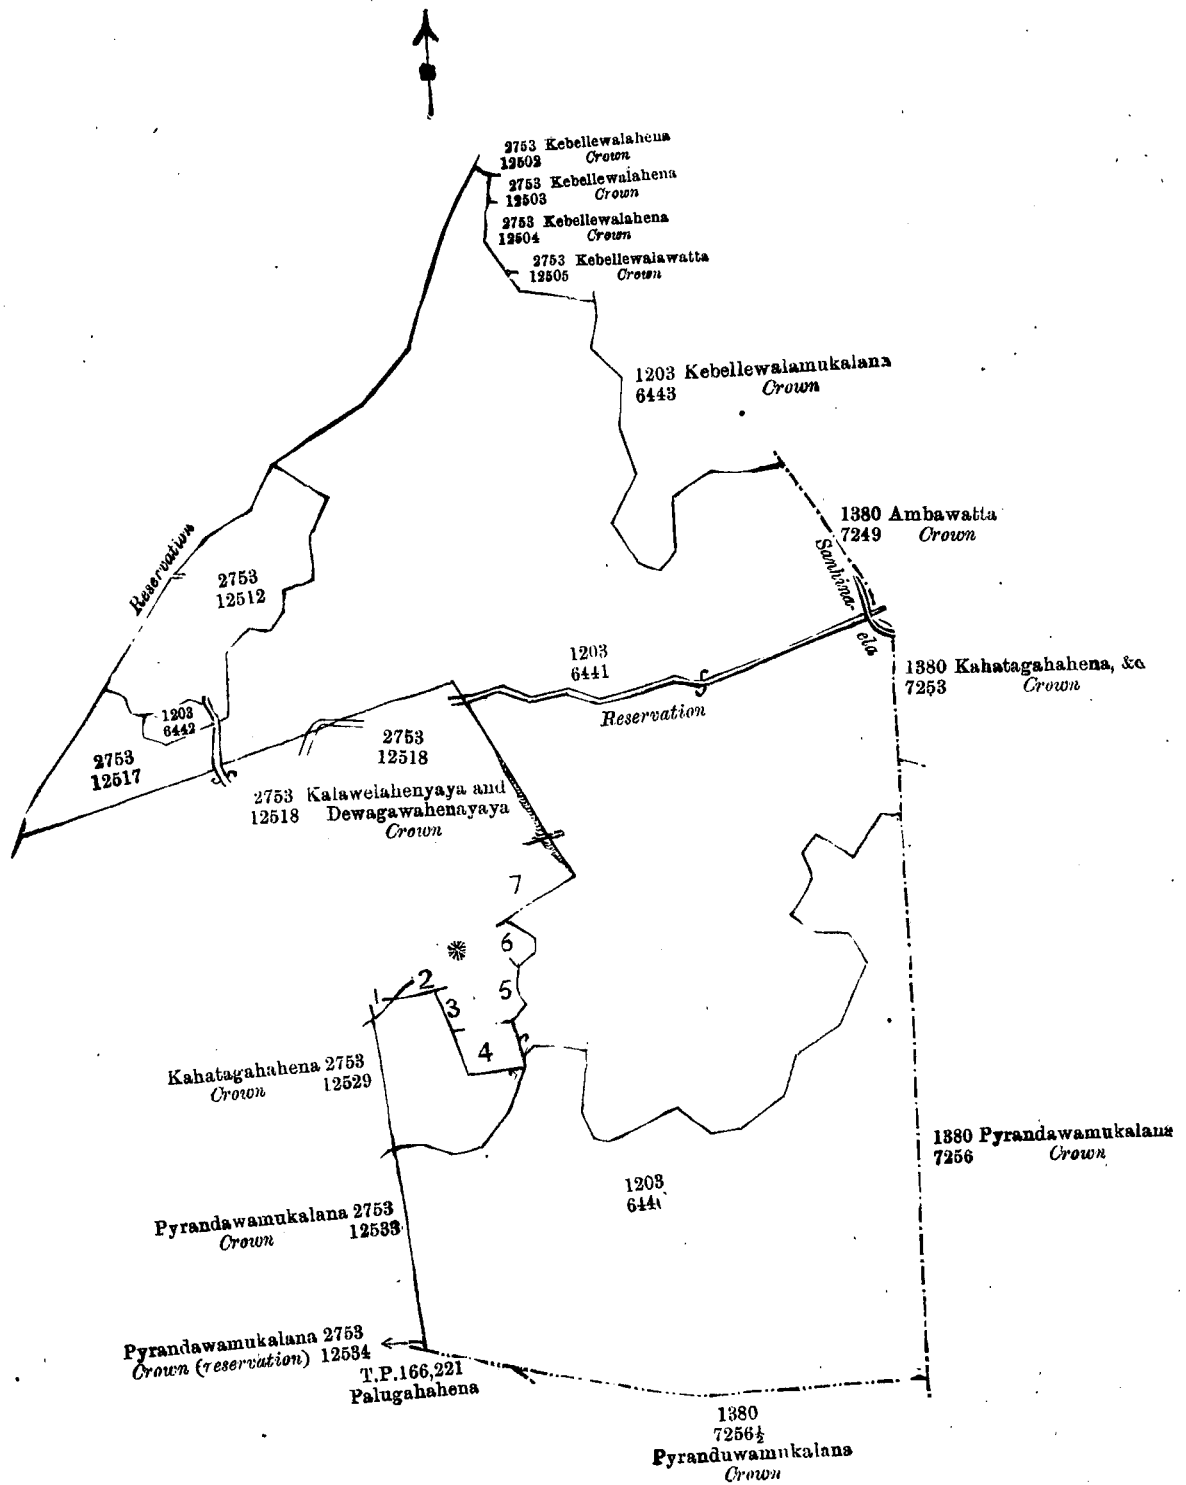 2753 Kebellewalahena
12502 Crown
2753 Kebellewalahena
12503 Crown
2753 Kebellewalahena
12504 Crown
2753 Kebellewalawatta
12505 Crown
1203 Kebellewalamukalana
6443 Crown
1380 Ambawatta
7249 Crown
Sanhina ela
Reservation
2753
12512
1203
6441
Reservation
1380 Kahatagahahena, &c
7253 Crown
1203
6442
2753
12517
2753
12518
2753 Kalawelahenyaya and
12518 Dewagawahenayaya
Crown
7
6
5
1
2
3
4
Kahatagahahena 2753
Crown 12529
1380 Pyrandawamukalana
7256 Crown
1203
Pyrandawamukalana 2753
Crown 12533
Pyrandawamukalana 2753
Crown (reservation) 12534
T.P.166,221
Palugahahena
1380
7256½
Pyranduwamukalana
Crown